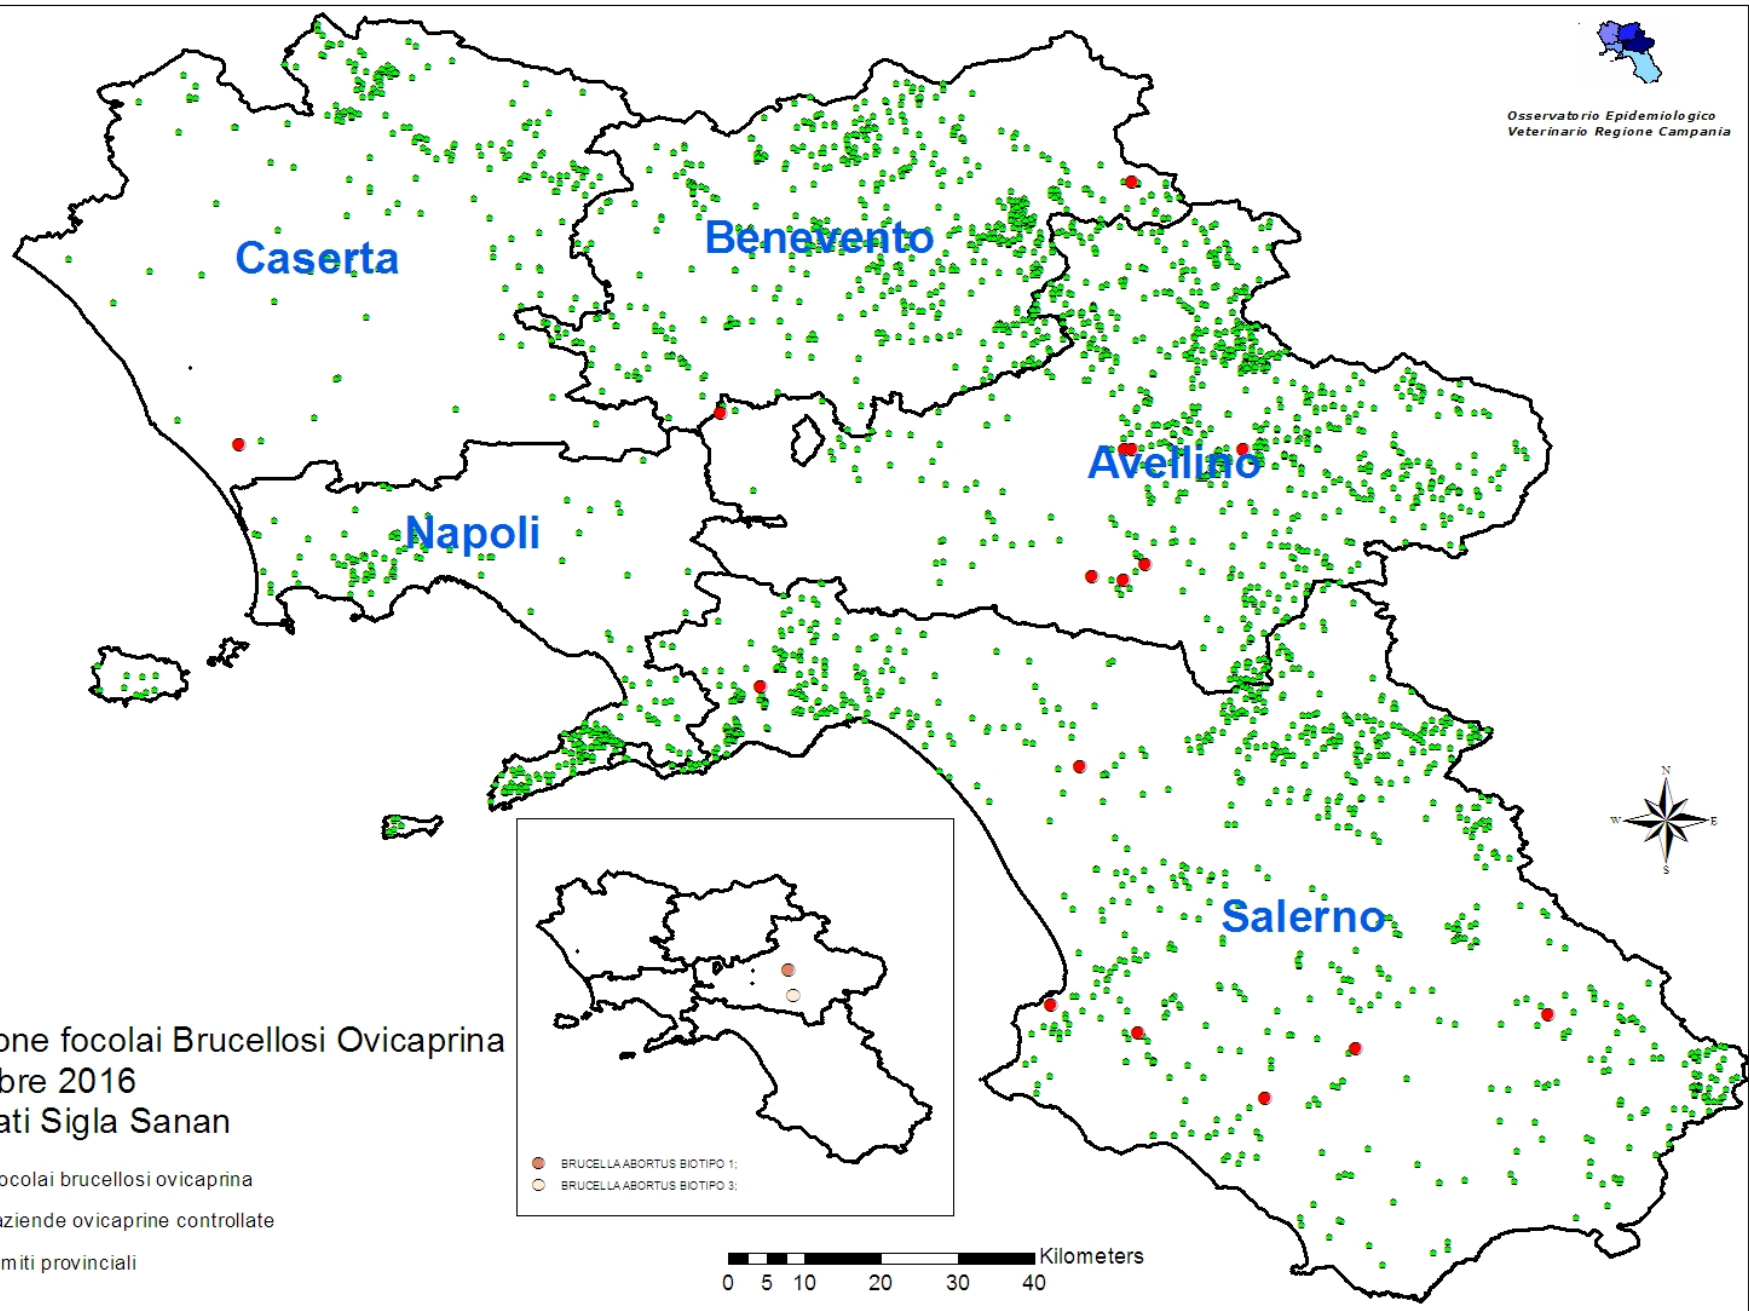 Osservatorio Epidemiologico
Veterinario Regione Campania
Benevento
Caserta
Avellino
Napoli
N
W E
S
Salerno
one focolai Brucellosi Ovicaprina
bre 2016
ati Sigla Sanan
ocolai brucellosi ovicaprina
aziende ovicaprine controllate
miti provinciali
BRUCELLA ABORTUS BIOTIPO 1;
BRUCELLA ABORTUS BIOTIPO 3;
Kilometers
0 5 10 20 30 40